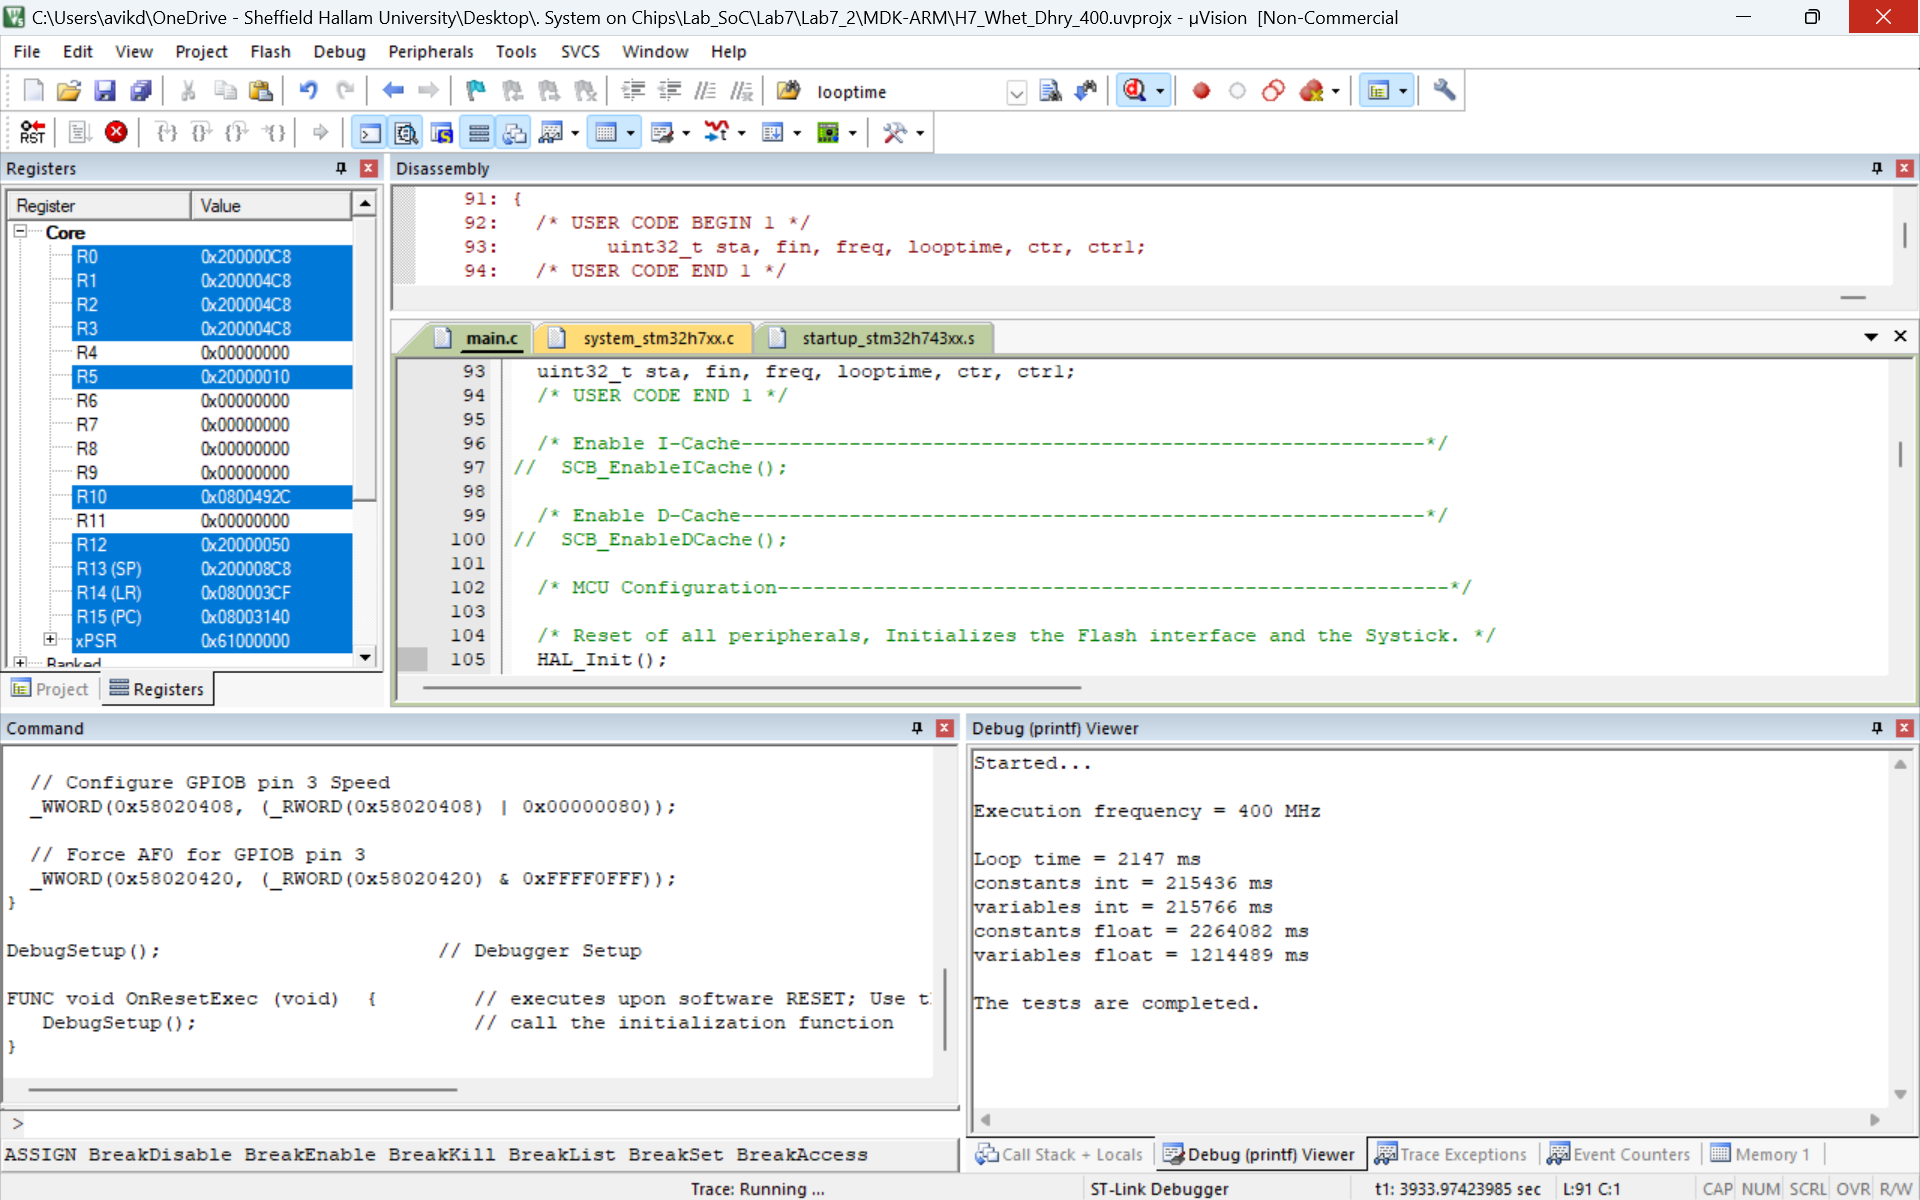 C:\Users\avikd\OneDrive - Sheffield Hallam University\Desktop\. System on Chips\Lab_SoC\Lab7\Lab7_2\MDK-ARM\H7_Whet_Dhry_400.uvprojx - µVision  [Non-Commercial
File Edit View Project Flash Debug Peripherals Tools SVCS Window Help
looptime
RST
Registers
Register Value
Core
R0 0x200000C8
R1 0x200004C8
R2 0x200004C8
R3 0x200004C8
R4 0x00000000
R5 0x20000010
R6 0x00000000
R7 0x00000000
R8 0x00000000
R9 0x00000000
R10 0x0800492C
R11 0x00000000
R12 0x20000050
R13 (SP) 0x200008C8
R14 (LR) 0x080003CF
R15 (PC) 0x08003140
xPSR 0x61000000
Banked
Project Registers
Disassembly
91: {
92:   /* USER CODE BEGIN 1 */
93:         uint32_t sta, fin, freq, looptime, ctr, ctr1;
94:   /* USER CODE END 1 */
main.c system_stm32h7xx.c startup_stm32h743xx.s
93   uint32_t sta, fin, freq, looptime, ctr, ctr1;
94   /* USER CODE END 1 */
95
96   /* Enable I-Cache---------------------------------------------------------*/
97 //  SCB_EnableICache();
98
99   /* Enable D-Cache---------------------------------------------------------*/
100 //  SCB_EnableDCache();
101
102   /* MCU Configuration--------------------------------------------------------*/
103
104   /* Reset of all peripherals, Initializes the Flash interface and the Systick. */
105   HAL_Init();
Command
// Configure GPIOB pin 3 Speed
_WWORD(0x58020408, (_RWORD(0x58020408) | 0x00000080));
// Force AF0 for GPIOB pin 3
_WWORD(0x58020420, (_RWORD(0x58020420) & 0xFFFF0FFF));
}
DebugSetup();                       // Debugger Setup
FUNC void OnResetExec (void)  {        // executes upon software RESET; Use
DebugSetup();                       // call the initialization function
}
>
ASSIGN BreakDisable BreakEnable BreakKill BreakList BreakSet BreakAccess
Debug (printf) Viewer
Started...
Execution frequency = 400 MHz
Loop time = 2147 ms
constants int = 215436 ms
variables int = 215766 ms
constants float = 2264082 ms
variables float = 1214489 ms
The tests are completed.
Call Stack + Locals Debug (printf) Viewer Trace Exceptions Event Counters Memory 1
Trace: Running ... ST-Link Debugger t1: 3933.97423985 sec L:91 C:1 CAP NUM SCRL OVR R/W